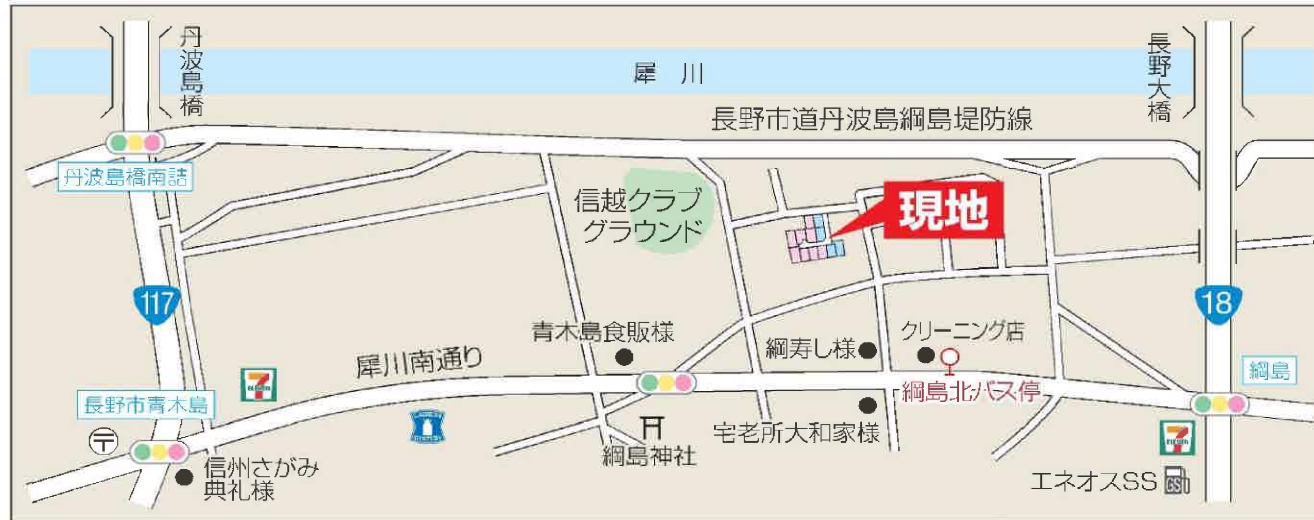 丹波島橋
犀川
長野大橋
長野市道丹波島綱島堤防線
丹波島橋南詰
信越クラブ
グラウンド
現地
117
18
青木島食販様
綱寿し様
クリーニング店
犀川南通り
綱島北バス停
綱島
長野市青木島
7
ELEVEN
宅老所大和家様
綱島神社
信州さがみ
典礼様
7
ELEVEN
エネオスSS
GS